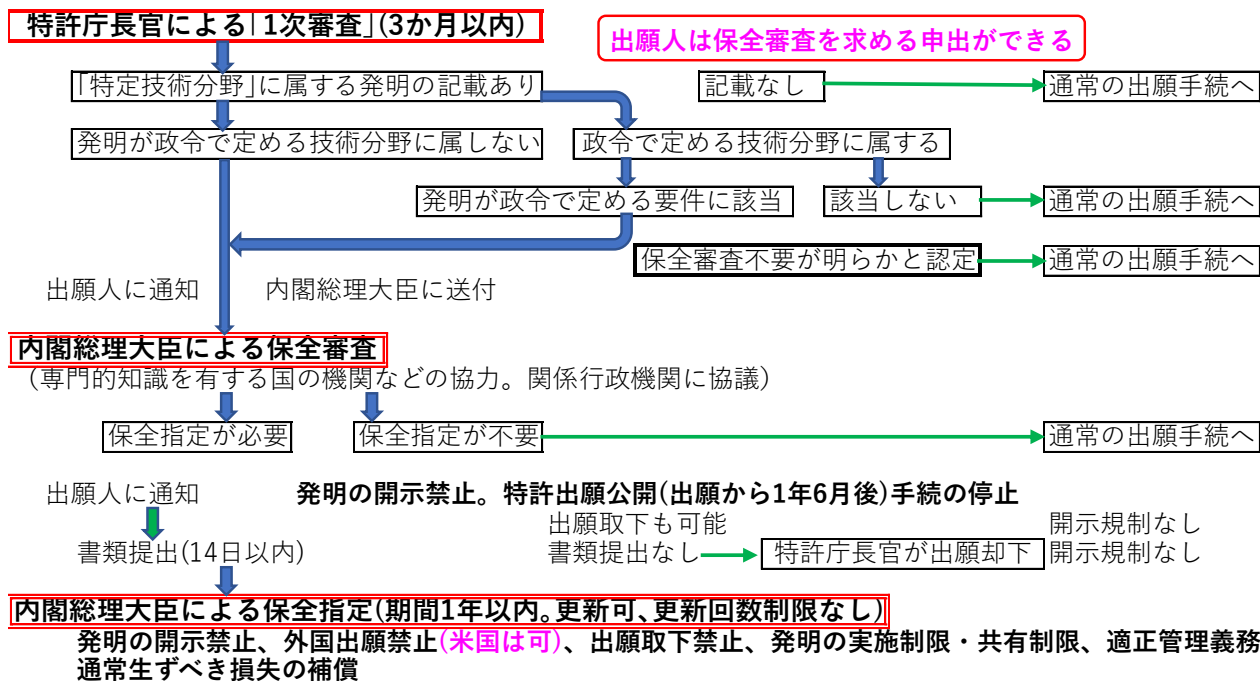 特許庁長官による「1次審査」(3か月以内)
出願人は保全審査を求める申出ができる
「特定技術分野」に属する発明の記載あり
記載なし
通常の出願手続へ
発明が政令で定める技術分野に属しない
政令で定める技術分野に属する
発明が政令で定める要件に該当
該当しない
通常の出願手続へ
保全審査不要が明らかと認定
通常の出願手続へ
出願人に通知
内閣総理大臣に送付
内閣総理大臣による保全審査
(専門的知識を有する国の機関などの協力。関係行政機関に協議)
保全指定が必要
保全指定が不要
通常の出願手続へ
出願人に通知
発明の開示禁止。特許出願公開(出願から1年6月後)手続の停止
出願取下も可能
開示規制なし
書類提出(14日以内)
書類提出なし
特許庁長官が出願却下
開示規制なし
内閣総理大臣による保全指定(期間1年以内。更新可、更新回数制限なし)
発明の開示禁止、外国出願禁止(米国は可)、出願取下禁止、発明の実施制限・共有制限、適正管理義務
通常生ずべき損失の補償